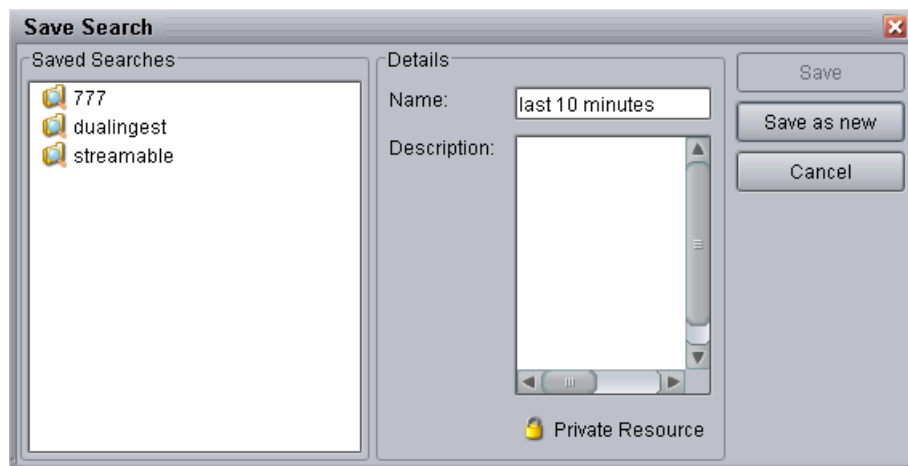 Save Search
Saved Searches
777
dualingest
streamable
Details
Name:
last 10 minutes
Description:
Private Resource
Save
Save as new
Cancel